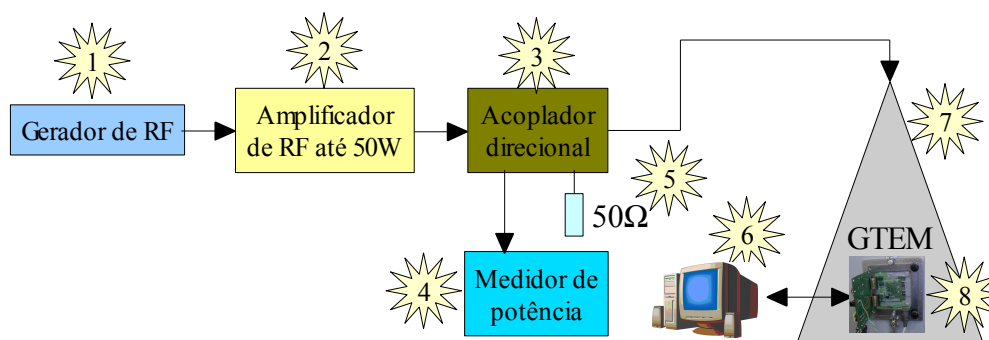 1
Gerador de RF
2
Amplificador
de RF até 50W
3
Acoplador
direcional
4
Medidor de
potência
5
50Ω
6
7
GTEM
8